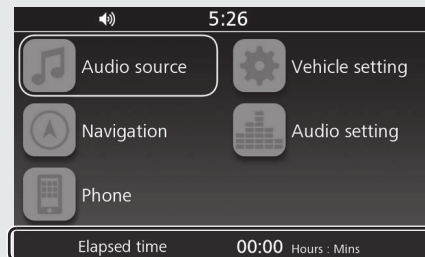 5:26
Audio source
Vehicle setting
Navigation
Audio setting
Phone
Elapsed time 00:00 Hours : Mins